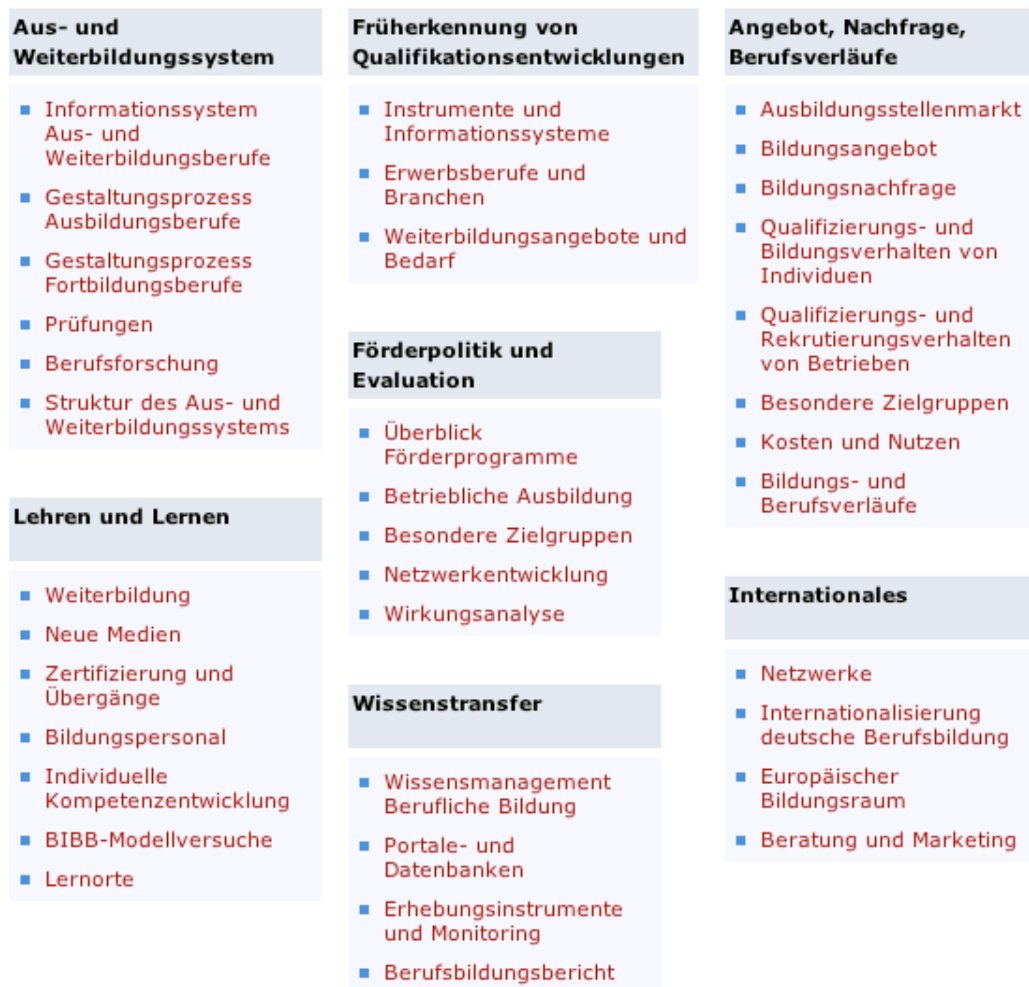 Aus- und
Weiterbildungssystem
Informationssystem
Aus- und
Weiterbildungsberufe
Gestaltungsprozess
Ausbildungsberufe
Gestaltungsprozess
Fortbildungsberufe
Prüfungen
Berufsforschung
Struktur des Aus- und
Weiterbildungssystems
Lehren und Lernen
Weiterbildung
Neue Medien
Zertifizierung und
Übergänge
Bildungspersonal
Individuelle
Kompetenzentwicklung
BIBB-Modellversuche
Lernorte
Früherkennung von
Qualifikationsentwicklungen
Instrumente und
Informationssysteme
Erwerbsberufe und
Branchen
Weiterbildungsangebote und
Bedarf
Förderpolitik und
Evaluation
Überblick
Förderprogramme
Betriebliche Ausbildung
Besondere Zielgruppen
Netzwerkentwicklung
Wirkungsanalyse
Wissenstransfer
Wissensmanagement
Berufliche Bildung
Portale- und
Datenbanken
Erhebungsinstrumente
und Monitoring
Berufsbildungsbericht
Angebot, Nachfrage,
Berufsverläufe
Ausbildungsstellenmarkt
Bildungsangebot
Bildungsnachfrage
Qualifizierungs- und
Bildungsverhalten von
Individuen
Qualifizierungs- und
Rekrutierungsverhalten
von Betrieben
Besondere Zielgruppen
Kosten und Nutzen
Bildungs- und
Berufsverläufe
Internationales
Netzwerke
Internationalisierung
deutsche Berufsbildung
Europäischer
Bildungsraum
Beratung und Marketing